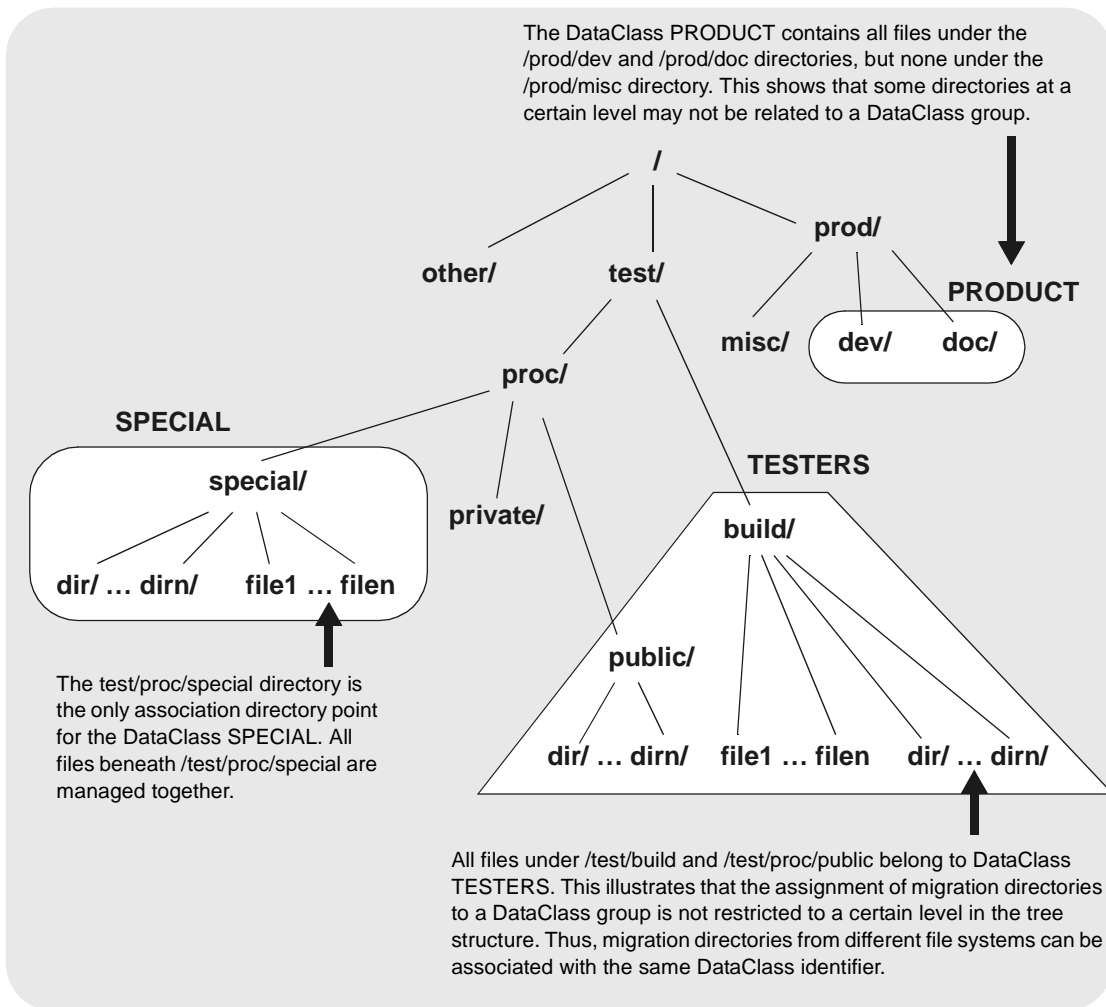 The DataClass PRODUCT contains all files under the
/prod/dev and /prod/doc directories, but none under the
/prod/misc directory. This shows that some directories at a
certain level may not be related to a DataClass group.
/
prod/
other/ test/
PRODUCT
misc/ dev/ doc/
proc/
SPECIAL
TESTERS
special/
private/
build/
dir/ … dirn/ file1 … filen
public/
The test/proc/special directory is
the only association directory point
for the DataClass SPECIAL. All
files beneath /test/proc/special are
managed together.
dir/ … dirn/ file1 … filen dir/ … dirn/
All files under /test/build and /test/proc/public belong to DataClass
TESTERS. This illustrates that the assignment of migration directories
to a DataClass group is not restricted to a certain level in the tree
structure. Thus, migration directories from different file systems can be
associated with the same DataClass identifier.